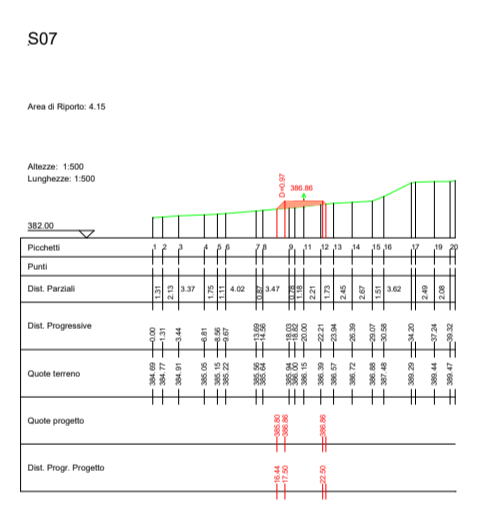 S07
Area di Riporto: 4.15
Altezze: 1:500
Lunghezze: 1:500
D=0.97
386.86
382.00
Picchetti 1 2 3 4 5 6 7 8 9 11 12 13 14 15 16 17 19 20
Punti
Dist. Parziali 1.31 2.13 3.37 1.75 1.11 4.02 0.87 3.47 0.78 1.18 2.21 1.73 2.45 2.67 1.51 3.62 2.49 2.08
Dist. Progressive 0.00 1.31 3.44 6.81 8.56 9.67 13.69 14.56 18.03 18.82 20.00 22.21 23.94 26.39 29.07 30.58 34.20 37.24 39.32
Quote terreno 384.69 384.77 384.91 385.05 385.15 385.22 385.56 385.64 385.94 386.00 386.15 386.39 386.57 386.72 386.88 387.48 389.29 389.44 389.47
Quote progetto 385.80 386.86 386.86
Dist. Progr. Progetto 16.44 17.50 22.50